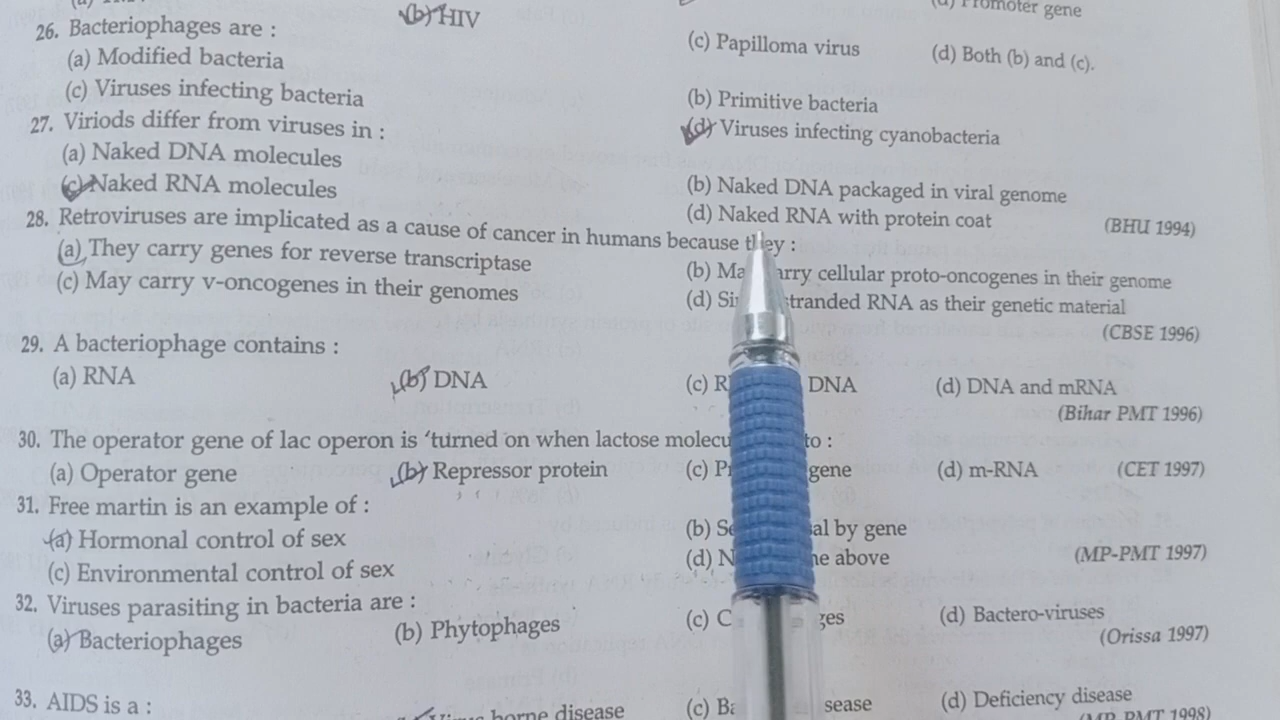 (b) HIV
Promoter gene
26. Bacteriophages are :
(c) Papilloma virus (d) Both (b) and (c).
(a) Modified bacteria
(b) Primitive bacteria
(c) Viruses infecting bacteria
(d) Viruses infecting cyanobacteria
27. Viriods differ from viruses in :
(a) Naked DNA molecules
(b) Naked DNA packaged in viral genome
(c) Naked RNA molecules
(d) Naked RNA with protein coat (BHU 1994)
28. Retroviruses are implicated as a cause of cancer in humans because they :
(a) They carry genes for reverse transcriptase
(b) Ma arry cellular proto-oncogenes in their genome
(c) May carry v-oncogenes in their genomes
(d) Si stranded RNA as their genetic material
(CBSE 1996)
29. A bacteriophage contains :
(a) RNA (b) DNA (c) R DNA (d) DNA and mRNA
(Bihar PMT 1996)
30. The operator gene of lac operon is ‘turned on when lactose molecu to :
(a) Operator gene (b) Repressor protein (c) P gene (d) m-RNA (CET 1997)
31. Free martin is an example of :
(a) Hormonal control of sex (b) S al by gene
(c) Environmental control of sex (d) N he above (MP-PMT 1997)
32. Viruses parasiting in bacteria are :
(a) Bacteriophages (b) Phytophages (c) C ges (d) Bactero-viruses
(Orissa 1997)
33. AIDS is a :
borne disease (c) Ba sease (d) Deficiency disease
(MP PMT 1998)